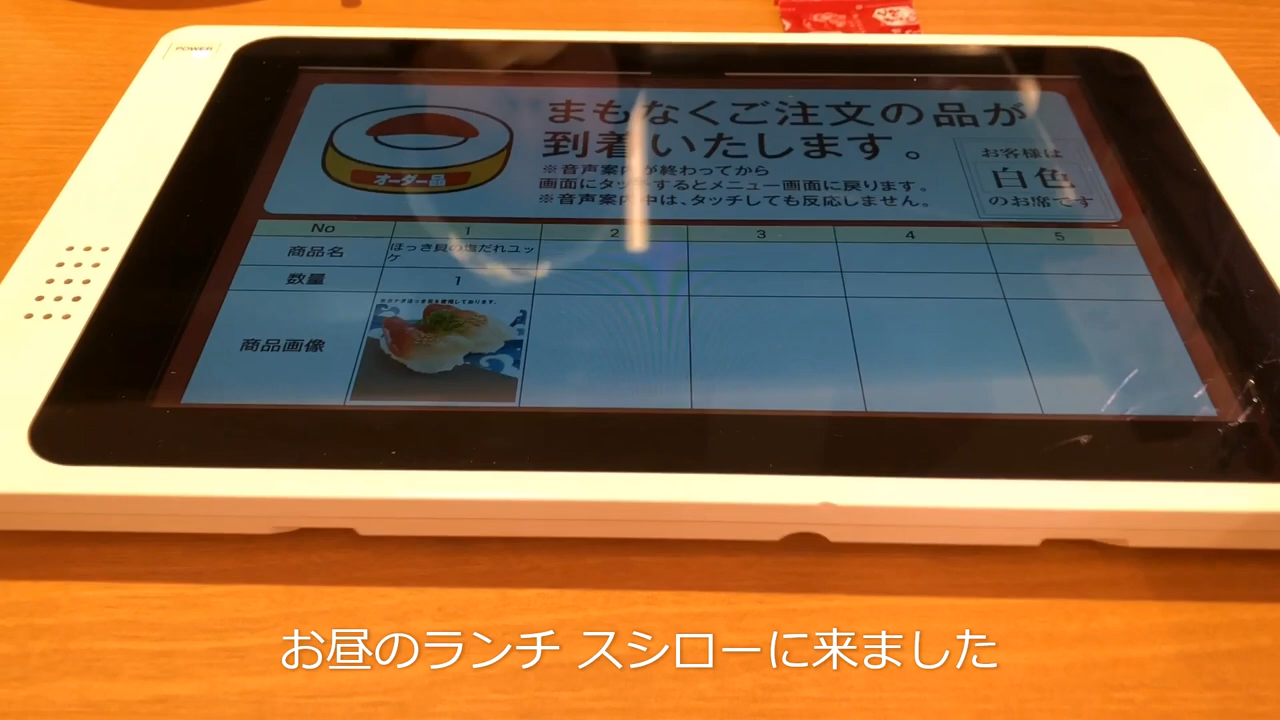 POWER
まもなくご注文の品が
到着いたします。
※音声案内が終わってから
画面にタッチするとメニュー画面に戻ります。
※音声案内中は、タッチしても反応しません。
オーダー品
お客様は
白色
のお席です
No 1 2 3 4 5
商品名 ほっき貝の塩だれユッ
ケ
数量 1
商品画像
お昼のランチ スシローに来ました